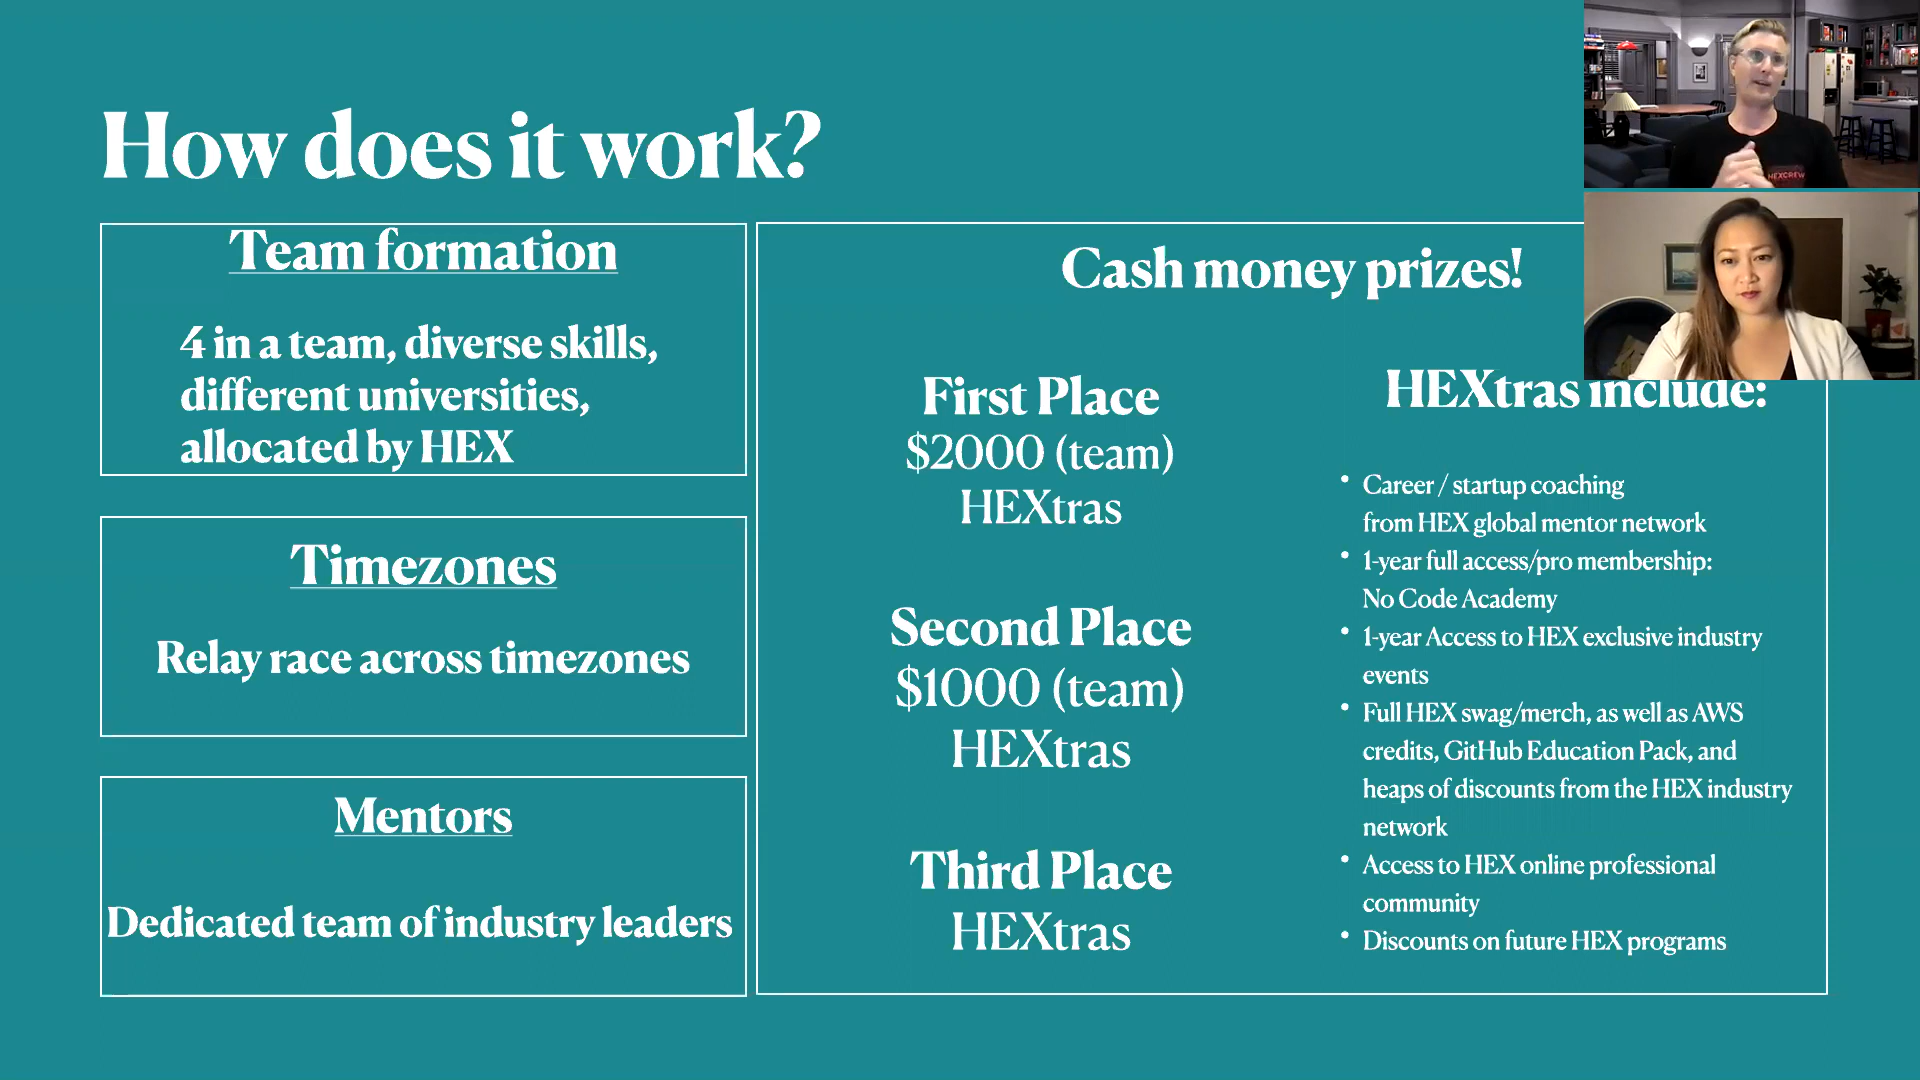 How does it work?
Team formation
4 in a team, diverse skills,
different universities,
allocated by HEX
Timezones
Relay race across timezones
Mentors
Dedicated team of industry leaders
Cash money prizes!
First Place
$2000 (team)
HEXtras
Second Place
$1000 (team)
HEXtras
Third Place
HEXtras
HEXtras include:
• Career / startup coaching
from HEX global mentor network
• 1-year full access/pro membership:
No Code Academy
• 1-year Access to HEX exclusive industry
events
• Full HEX swag/merch, as well as AWS
credits, GitHub Education Pack, and
heaps of discounts from the HEX industry
network
• Access to HEX online professional
community
• Discounts on future HEX programs
HEXCREW